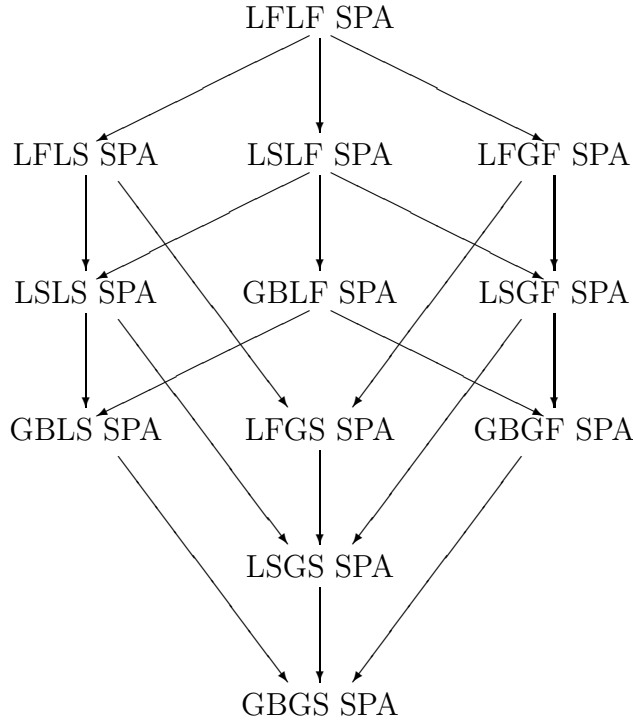 LFLF SPA
LFLS SPA LSLF SPA LFGF SPA
LSLS SPA GBLF SPA LSGF SPA
GBLS SPA LFGS SPA GBGF SPA
LSGS SPA
GBGS SPA